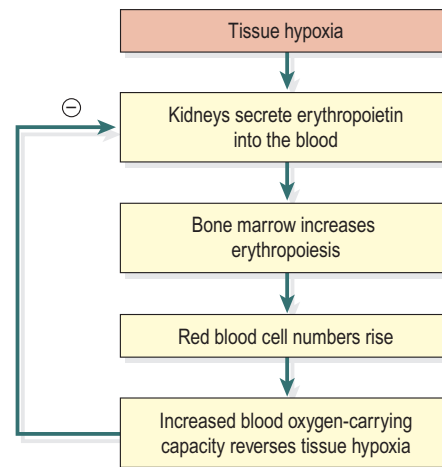 Tissue hypoxia
⊖
Kidneys secrete erythropoietin
into the blood
Bone marrow increases
erythropoiesis
Red blood cell numbers rise
Increased blood oxygen-carrying
capacity reverses tissue hypoxia